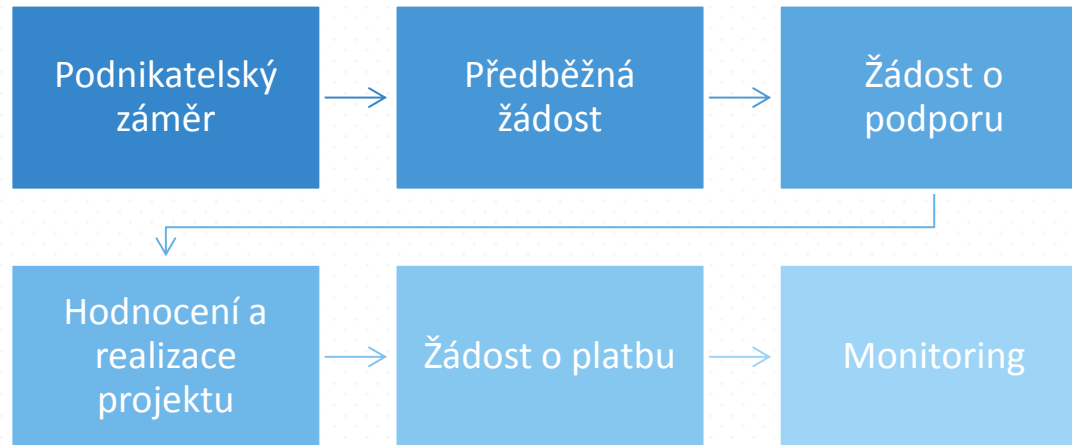 Podnikatelský
záměr
Předběžná
žádost
Žádost o
podporu
Hodnocení a
realizace
projektu
Žádost o platbu
Monitoring